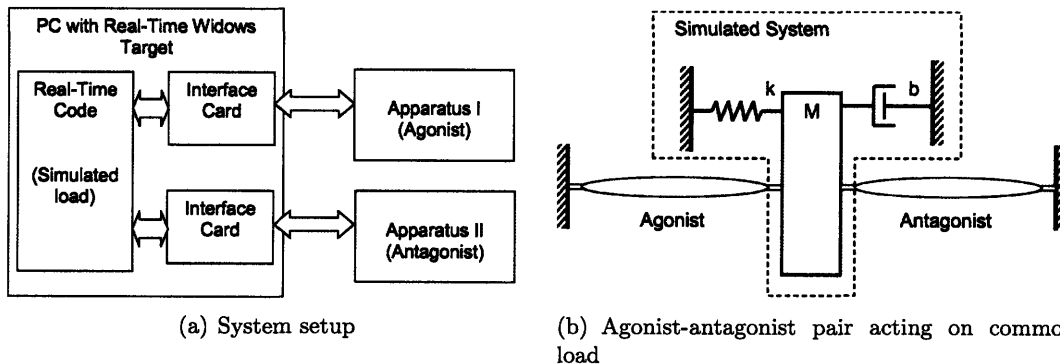 PC with Real-Time Widows
Target
Real-Time
Code
(Simulated
load)
Interface
Card
Interface
Card
Apparatus I
(Agonist)
Apparatus II
(Antagonist)
(a) System setup
Simulated System
k
M
b
Agonist
Antagonist
(b) Agonist-antagonist pair acting on commo
load